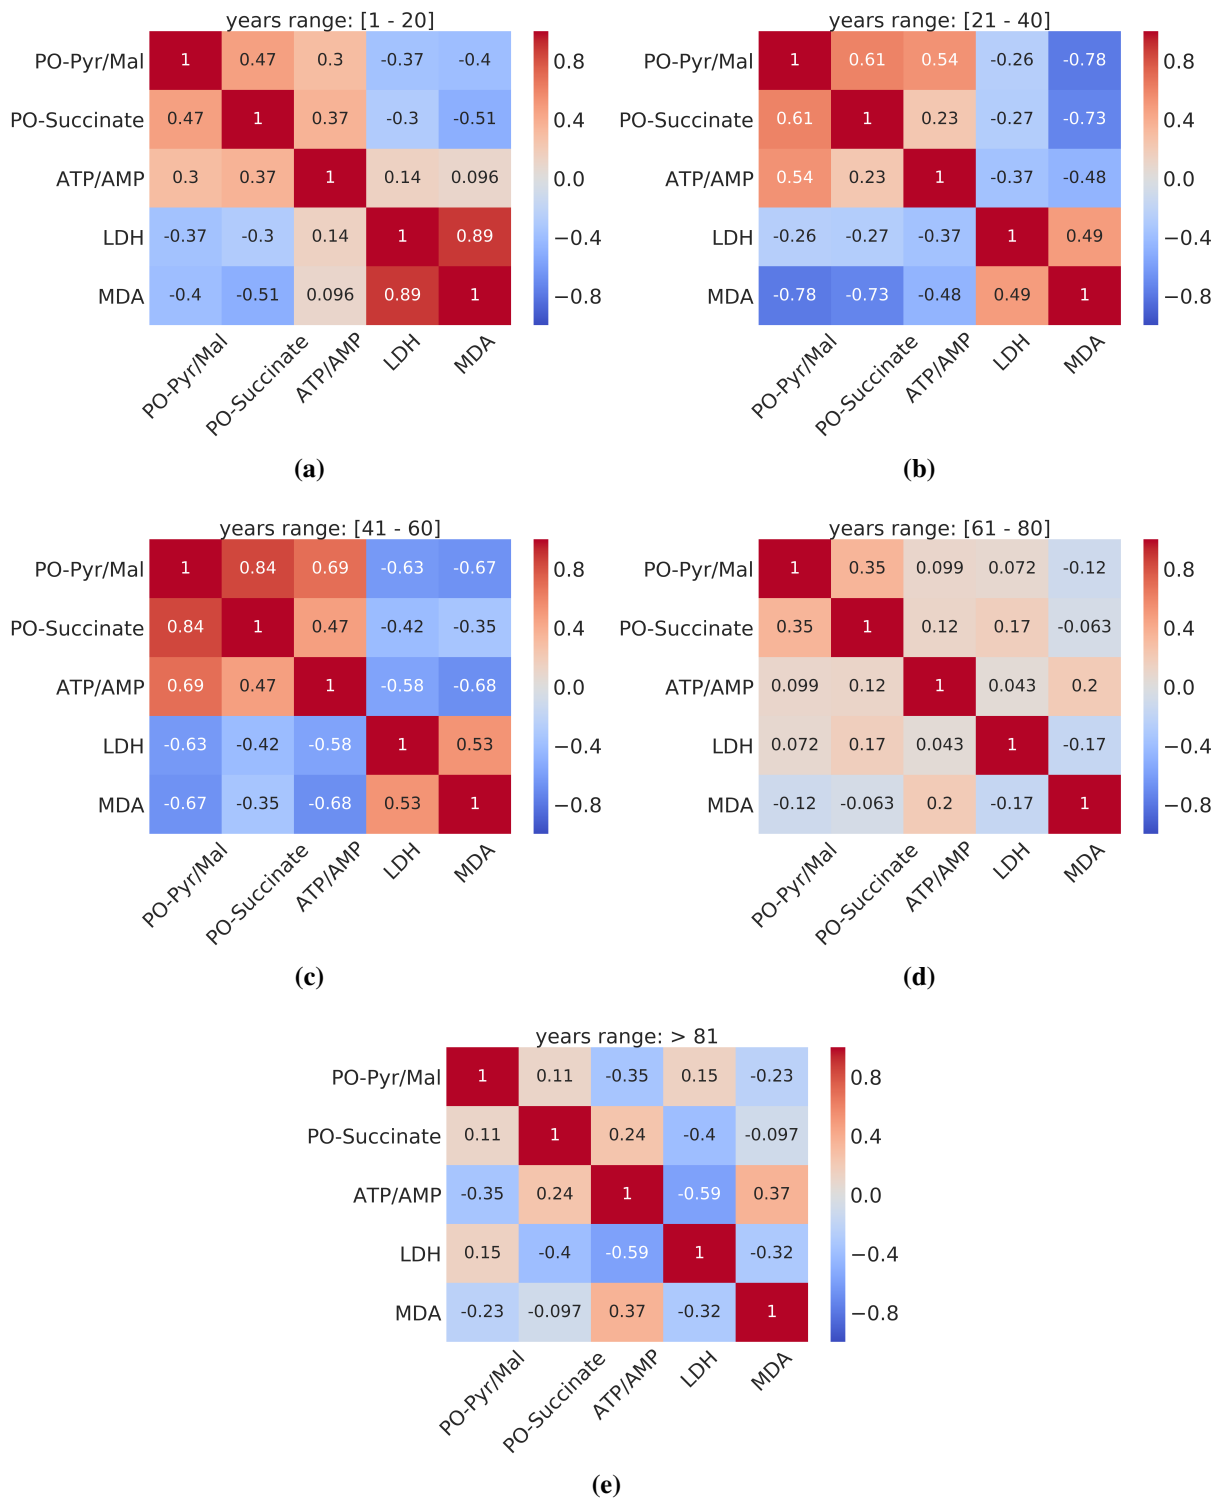 years range: [1 - 20]
PO-Pyr/Mal 1 0.47 0.3 -0.37 -0.4 0.8
PO-Succinate 0.47 1 0.37 -0.3 -0.51 0.4
ATP/AMP 0.3 0.37 1 0.14 0.096 0.0
LDH -0.37 -0.3 0.14 1 0.89 −0.4
MDA -0.4 -0.51 0.096 0.89 1 −0.8
PO-Pyr/Mal PO-Succinate ATP/AMP LDH MDA
(a)
years range: [21 - 40]
PO-Pyr/Mal 1 0.61 0.54 -0.26 -0.78 0.8
PO-Succinate 0.61 1 0.23 -0.27 -0.73 0.4
ATP/AMP 0.54 0.23 1 -0.37 -0.48 0.0
LDH -0.26 -0.27 -0.37 1 0.49 −0.4
MDA -0.78 -0.73 -0.48 0.49 1 −0.8
PO-Pyr/Mal PO-Succinate ATP/AMP LDH MDA
(b)
years range: [41 - 60]
PO-Pyr/Mal 1 0.84 0.69 -0.63 -0.67 0.8
PO-Succinate 0.84 1 0.47 -0.42 -0.35 0.4
ATP/AMP 0.69 0.47 1 -0.58 -0.68 0.0
LDH -0.63 -0.42 -0.58 1 0.53 −0.4
MDA -0.67 -0.35 -0.68 0.53 1 −0.8
PO-Pyr/Mal PO-Succinate ATP/AMP LDH MDA
(c)
years range: [61 - 80]
PO-Pyr/Mal 1 0.35 0.099 0.072 -0.12 0.8
PO-Succinate 0.35 1 0.12 0.17 -0.063 0.4
ATP/AMP 0.099 0.12 1 0.043 0.2 0.0
LDH 0.072 0.17 0.043 1 -0.17 −0.4
MDA -0.12 -0.063 0.2 -0.17 1 −0.8
PO-Pyr/Mal PO-Succinate ATP/AMP LDH MDA
(d)
years range: > 81
PO-Pyr/Mal 1 0.11 -0.35 0.15 -0.23 0.8
PO-Succinate 0.11 1 0.24 -0.4 -0.097 0.4
ATP/AMP -0.35 0.24 1 -0.59 0.37 0.0
LDH 0.15 -0.4 -0.59 1 -0.32 −0.4
MDA -0.23 -0.097 0.37 -0.32 1 −0.8
PO-Pyr/Mal PO-Succinate ATP/AMP LDH MDA
(e)